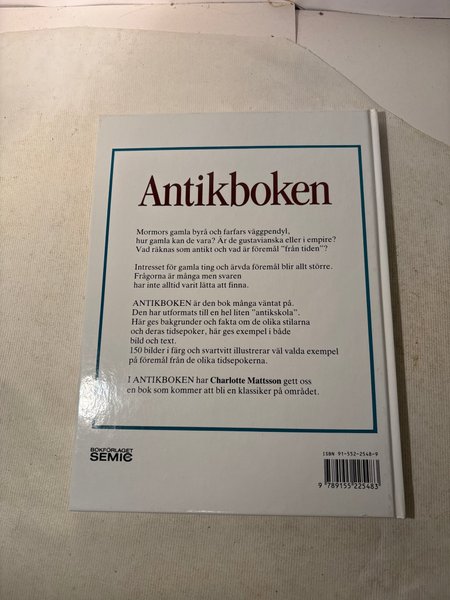 Antikboken
Mormors gamla byrå och farfars väggpendyl,
hur gamla kan de vara? Är de gustavianska eller i empire?
Vad räknas som antikt och vad är föremål "från tiden"?
Intresset för gamla ting och ärvda föremål blir allt större.
Frågorna är många men svaren
har inte alltid varit lätta att finna.
ANTIKBOKEN är den bok många väntat på.
Den har utformats till en hel liten "antikskola".
Här ges bakgrunder och fakta om de olika stilarna
och deras tidsepoker, här ges exempel i både
bild och text.
150 bilder i färg och svartvitt illustrerar väl valda exempel
på föremål från de olika tidsepokerna.
I ANTIKBOKEN har Charlotte Mattsson gett oss
en bok som kommer att bli en klassiker på området.
BOKFÖRLAGET
SEMIC
ISBN 91-552-2548-9
9 789155 225483